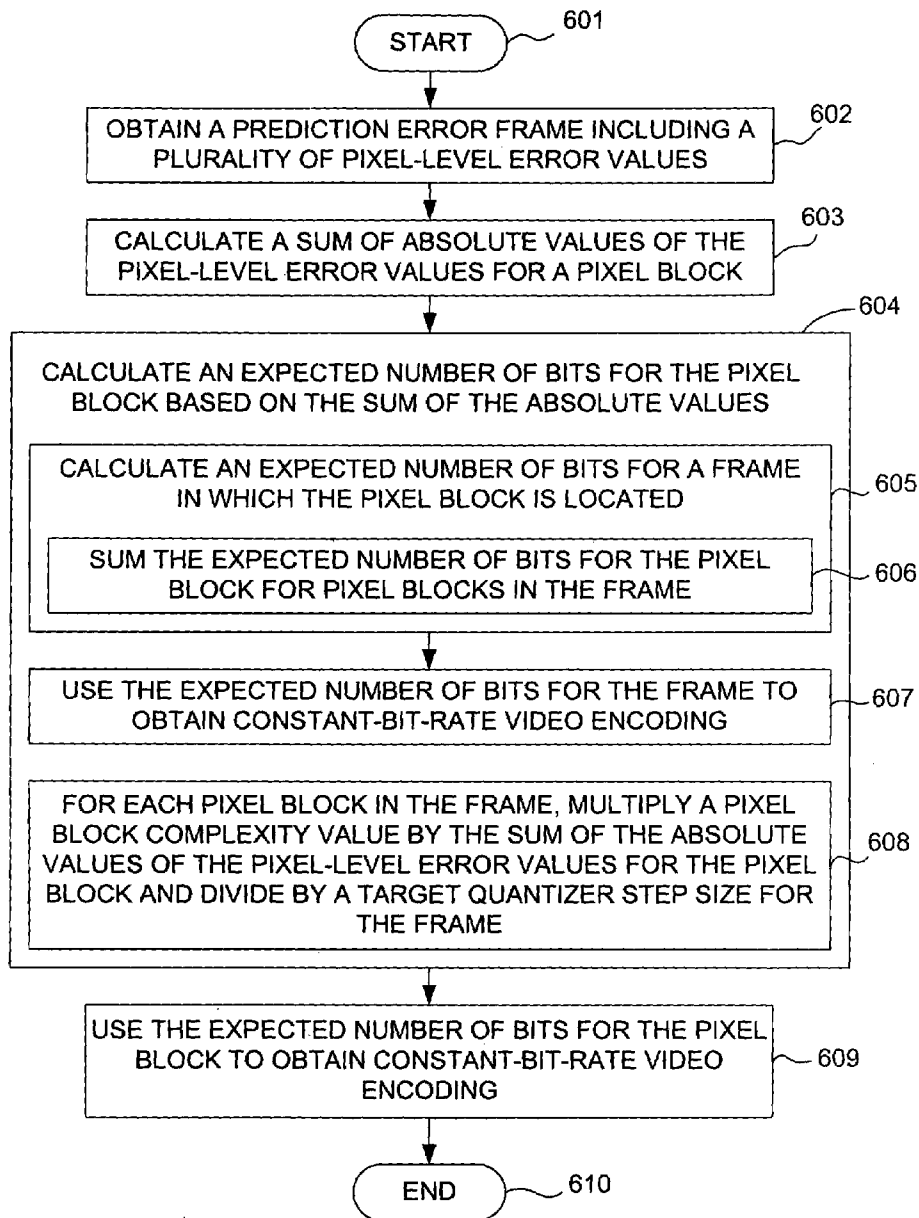 START
601
OBTAIN A PREDICTION ERROR FRAME INCLUDING A
PLURALITY OF PIXEL-LEVEL ERROR VALUES
602
CALCULATE A SUM OF ABSOLUTE VALUES OF THE
PIXEL-LEVEL ERROR VALUES FOR A PIXEL BLOCK
603
604
CALCULATE AN EXPECTED NUMBER OF BITS FOR THE PIXEL
BLOCK BASED ON THE SUM OF THE ABSOLUTE VALUES
CALCULATE AN EXPECTED NUMBER OF BITS FOR A FRAME
IN WHICH THE PIXEL BLOCK IS LOCATED
605
SUM THE EXPECTED NUMBER OF BITS FOR THE PIXEL
BLOCK FOR PIXEL BLOCKS IN THE FRAME
606
USE THE EXPECTED NUMBER OF BITS FOR THE FRAME TO
OBTAIN CONSTANT-BIT-RATE VIDEO ENCODING
607
FOR EACH PIXEL BLOCK IN THE FRAME, MULTIPLY A PIXEL
BLOCK COMPLEXITY VALUE BY THE SUM OF THE ABSOLUTE
VALUES OF THE PIXEL-LEVEL ERROR VALUES FOR THE PIXEL
BLOCK AND DIVIDE BY A TARGET QUANTIZER STEP SIZE FOR
THE FRAME
608
USE THE EXPECTED NUMBER OF BITS FOR THE PIXEL
BLOCK TO OBTAIN CONSTANT-BIT-RATE VIDEO
ENCODING
609
END
610